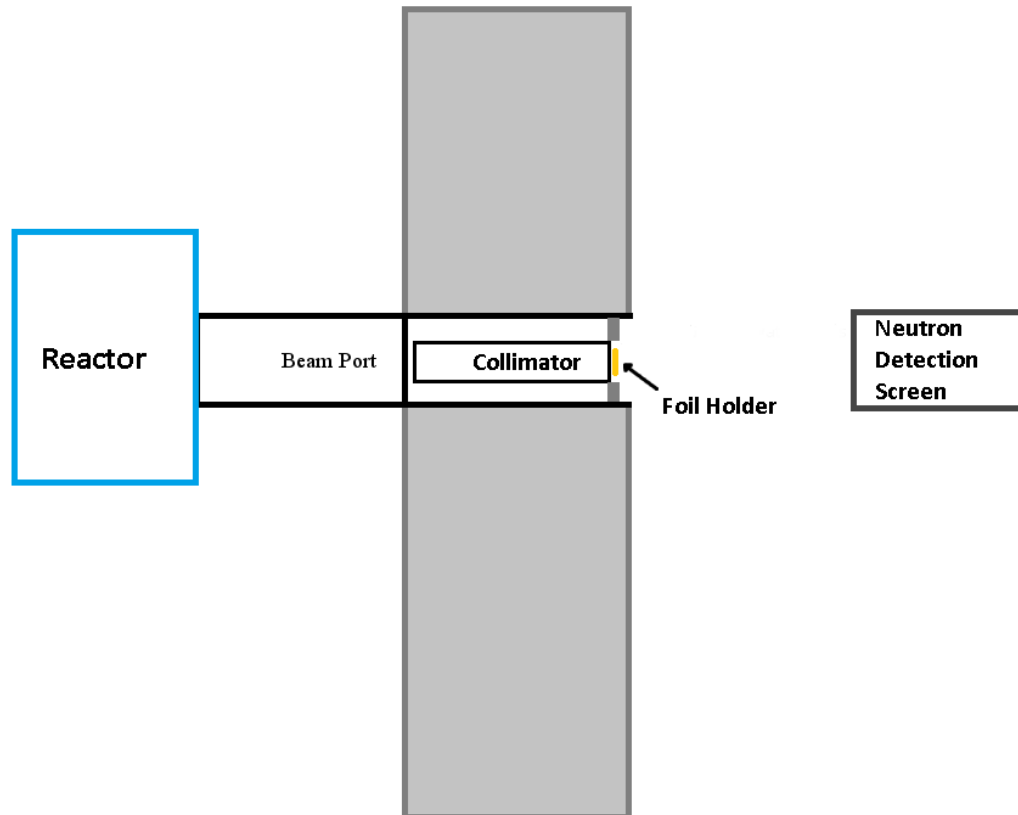 Reactor
Beam Port
Collimator
Foil Holder
Neutron
Detection
Screen